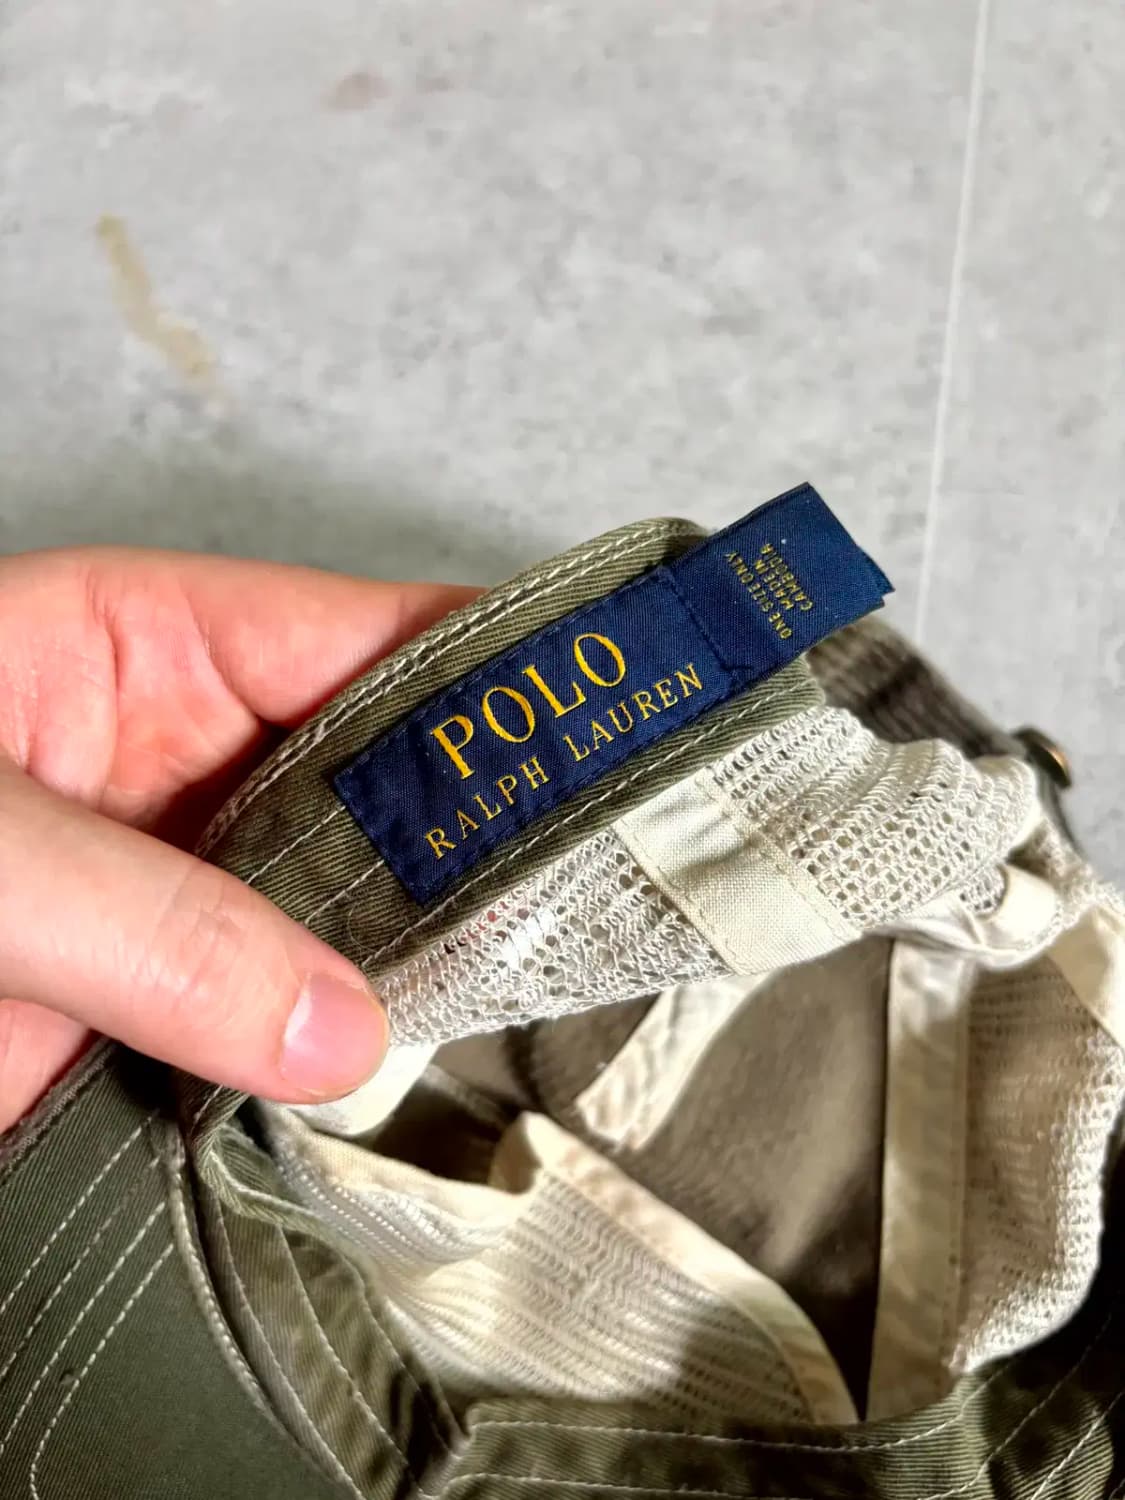 POLO
RALPH LAUREN
ONE SIZE ONLY
MADE IN
CAMBODIA